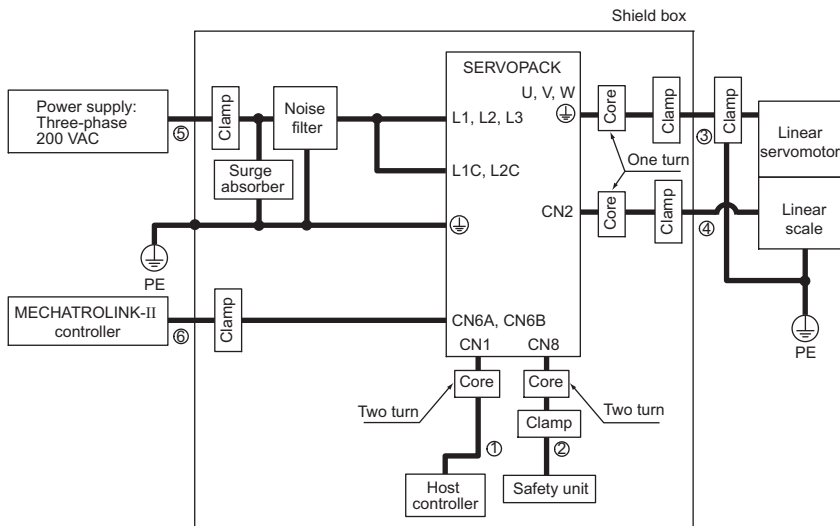 Shield box
Power supply:
Three-phase
200 VAC
⑤
Clamp
Noise
filter
Surge
absorber
PE
SERVOPACK
U, V, W
L1, L2, L3
L1C, L2C
CN2
CN6A, CN6B
CN1
CN8
Core
Clamp
③
Clamp
Linear
servomotor
One turn
Core
Clamp
④
Linear
scale
PE
MECHATROLINK-II
controller
⑥
Clamp
Two turn
Core
Core
Two turn
Clamp
①
②
Host
controller
Safety unit